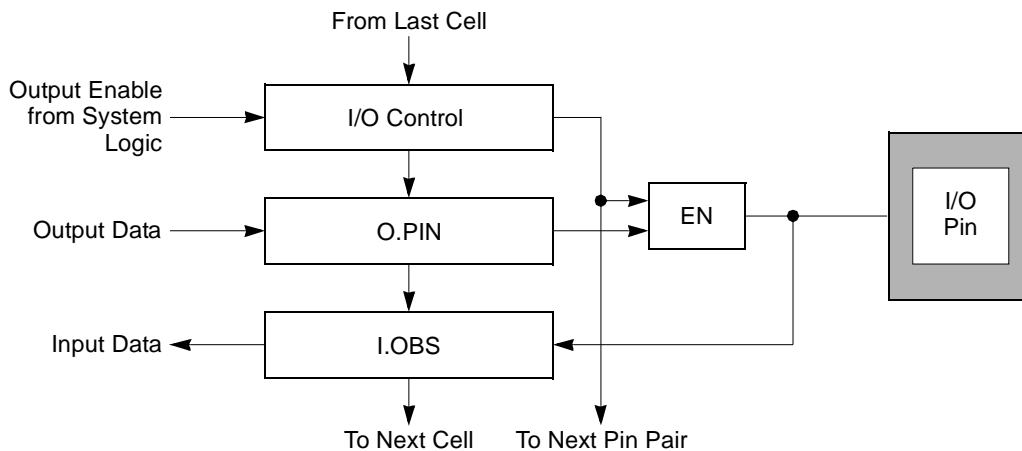 From Last Cell
Output Enable
from System
Logic
I/O Control
Output Data
O.PIN
EN
I/O
Pin
Input Data
I.OBS
To Next Cell
To Next Pin Pair